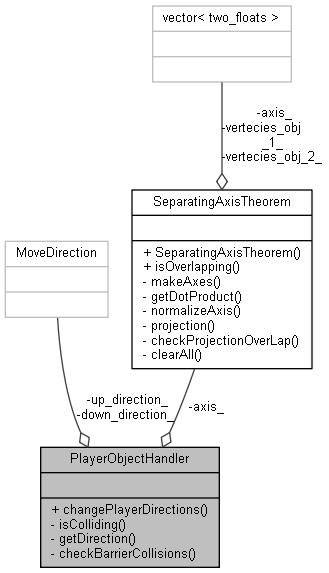 vector< two_floats >
-axis_
-vertecies_obj
_1_
-vertecies_obj_2_
SeparatingAxisTheorem
+ SeparatingAxisTheorem()
+ isOverlapping()
- makeAxes()
- getDotProduct()
- normalizeAxis()
- projection()
- checkProjectionOverLap()
- clearAll()
MoveDirection
-up_direction_
-down_direction_
-axis_
PlayerObjectHandler
+ changePlayerDirections()
- isColliding()
- getDirection()
- checkBarrierCollisions()